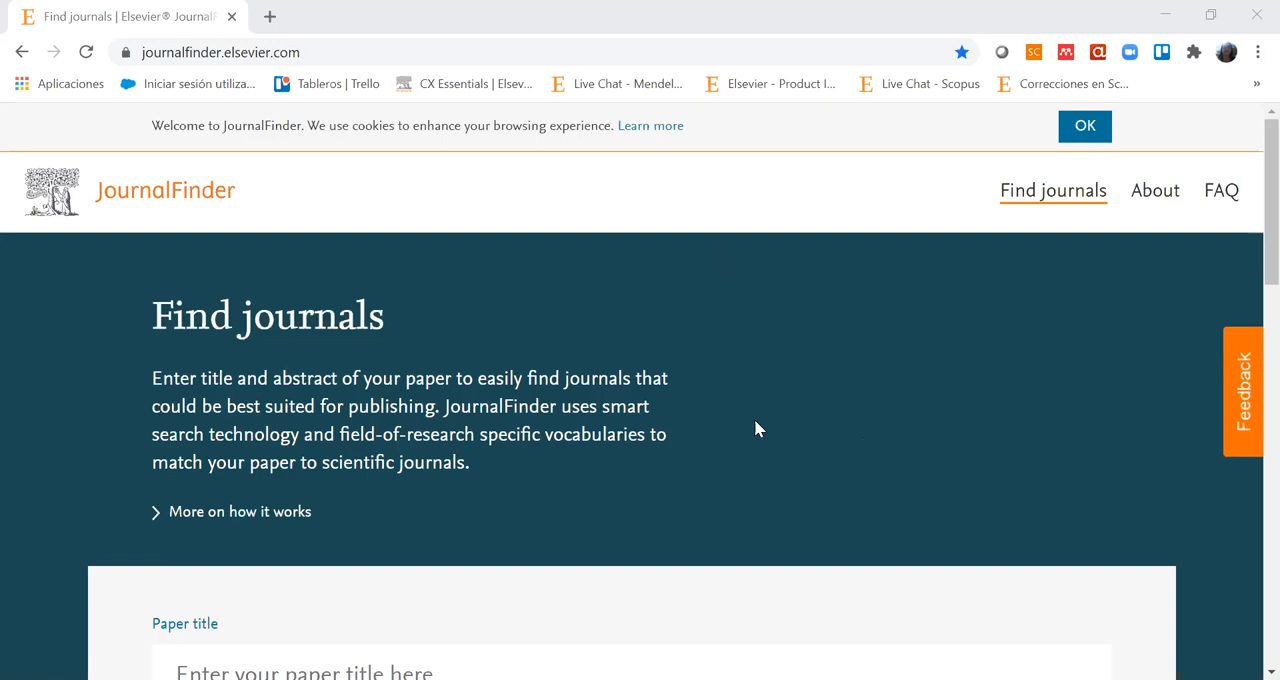 Find journals | Elsevier® JournalF
journalfinder.elsevier.com
SC
Aplicaciones
Iniciar sesión utiliza...
Tableros | Trello
CX Essentials | Elsev...
Live Chat - Mendel...
Elsevier - Product I...
Live Chat - Scopus
Correcciones en Sc...
Welcome to JournalFinder. We use cookies to enhance your browsing experience. Learn more
OK
JournalFinder
Find journals
About
FAQ
Find journals
Enter title and abstract of your paper to easily find journals that
could be best suited for publishing. JournalFinder uses smart
search technology and field-of-research specific vocabularies to
match your paper to scientific journals.
More on how it works
Feedback
Paper title
Enter your paper title here